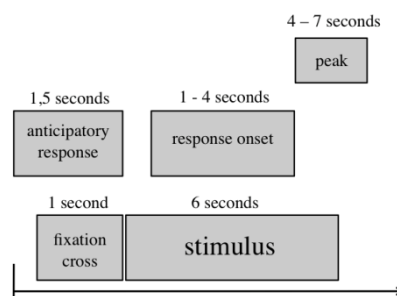 4 – 7 seconds
peak
1,5 seconds
anticipatory
response
1 - 4 seconds
response onset
1 second
fixation
cross
6 seconds
stimulus